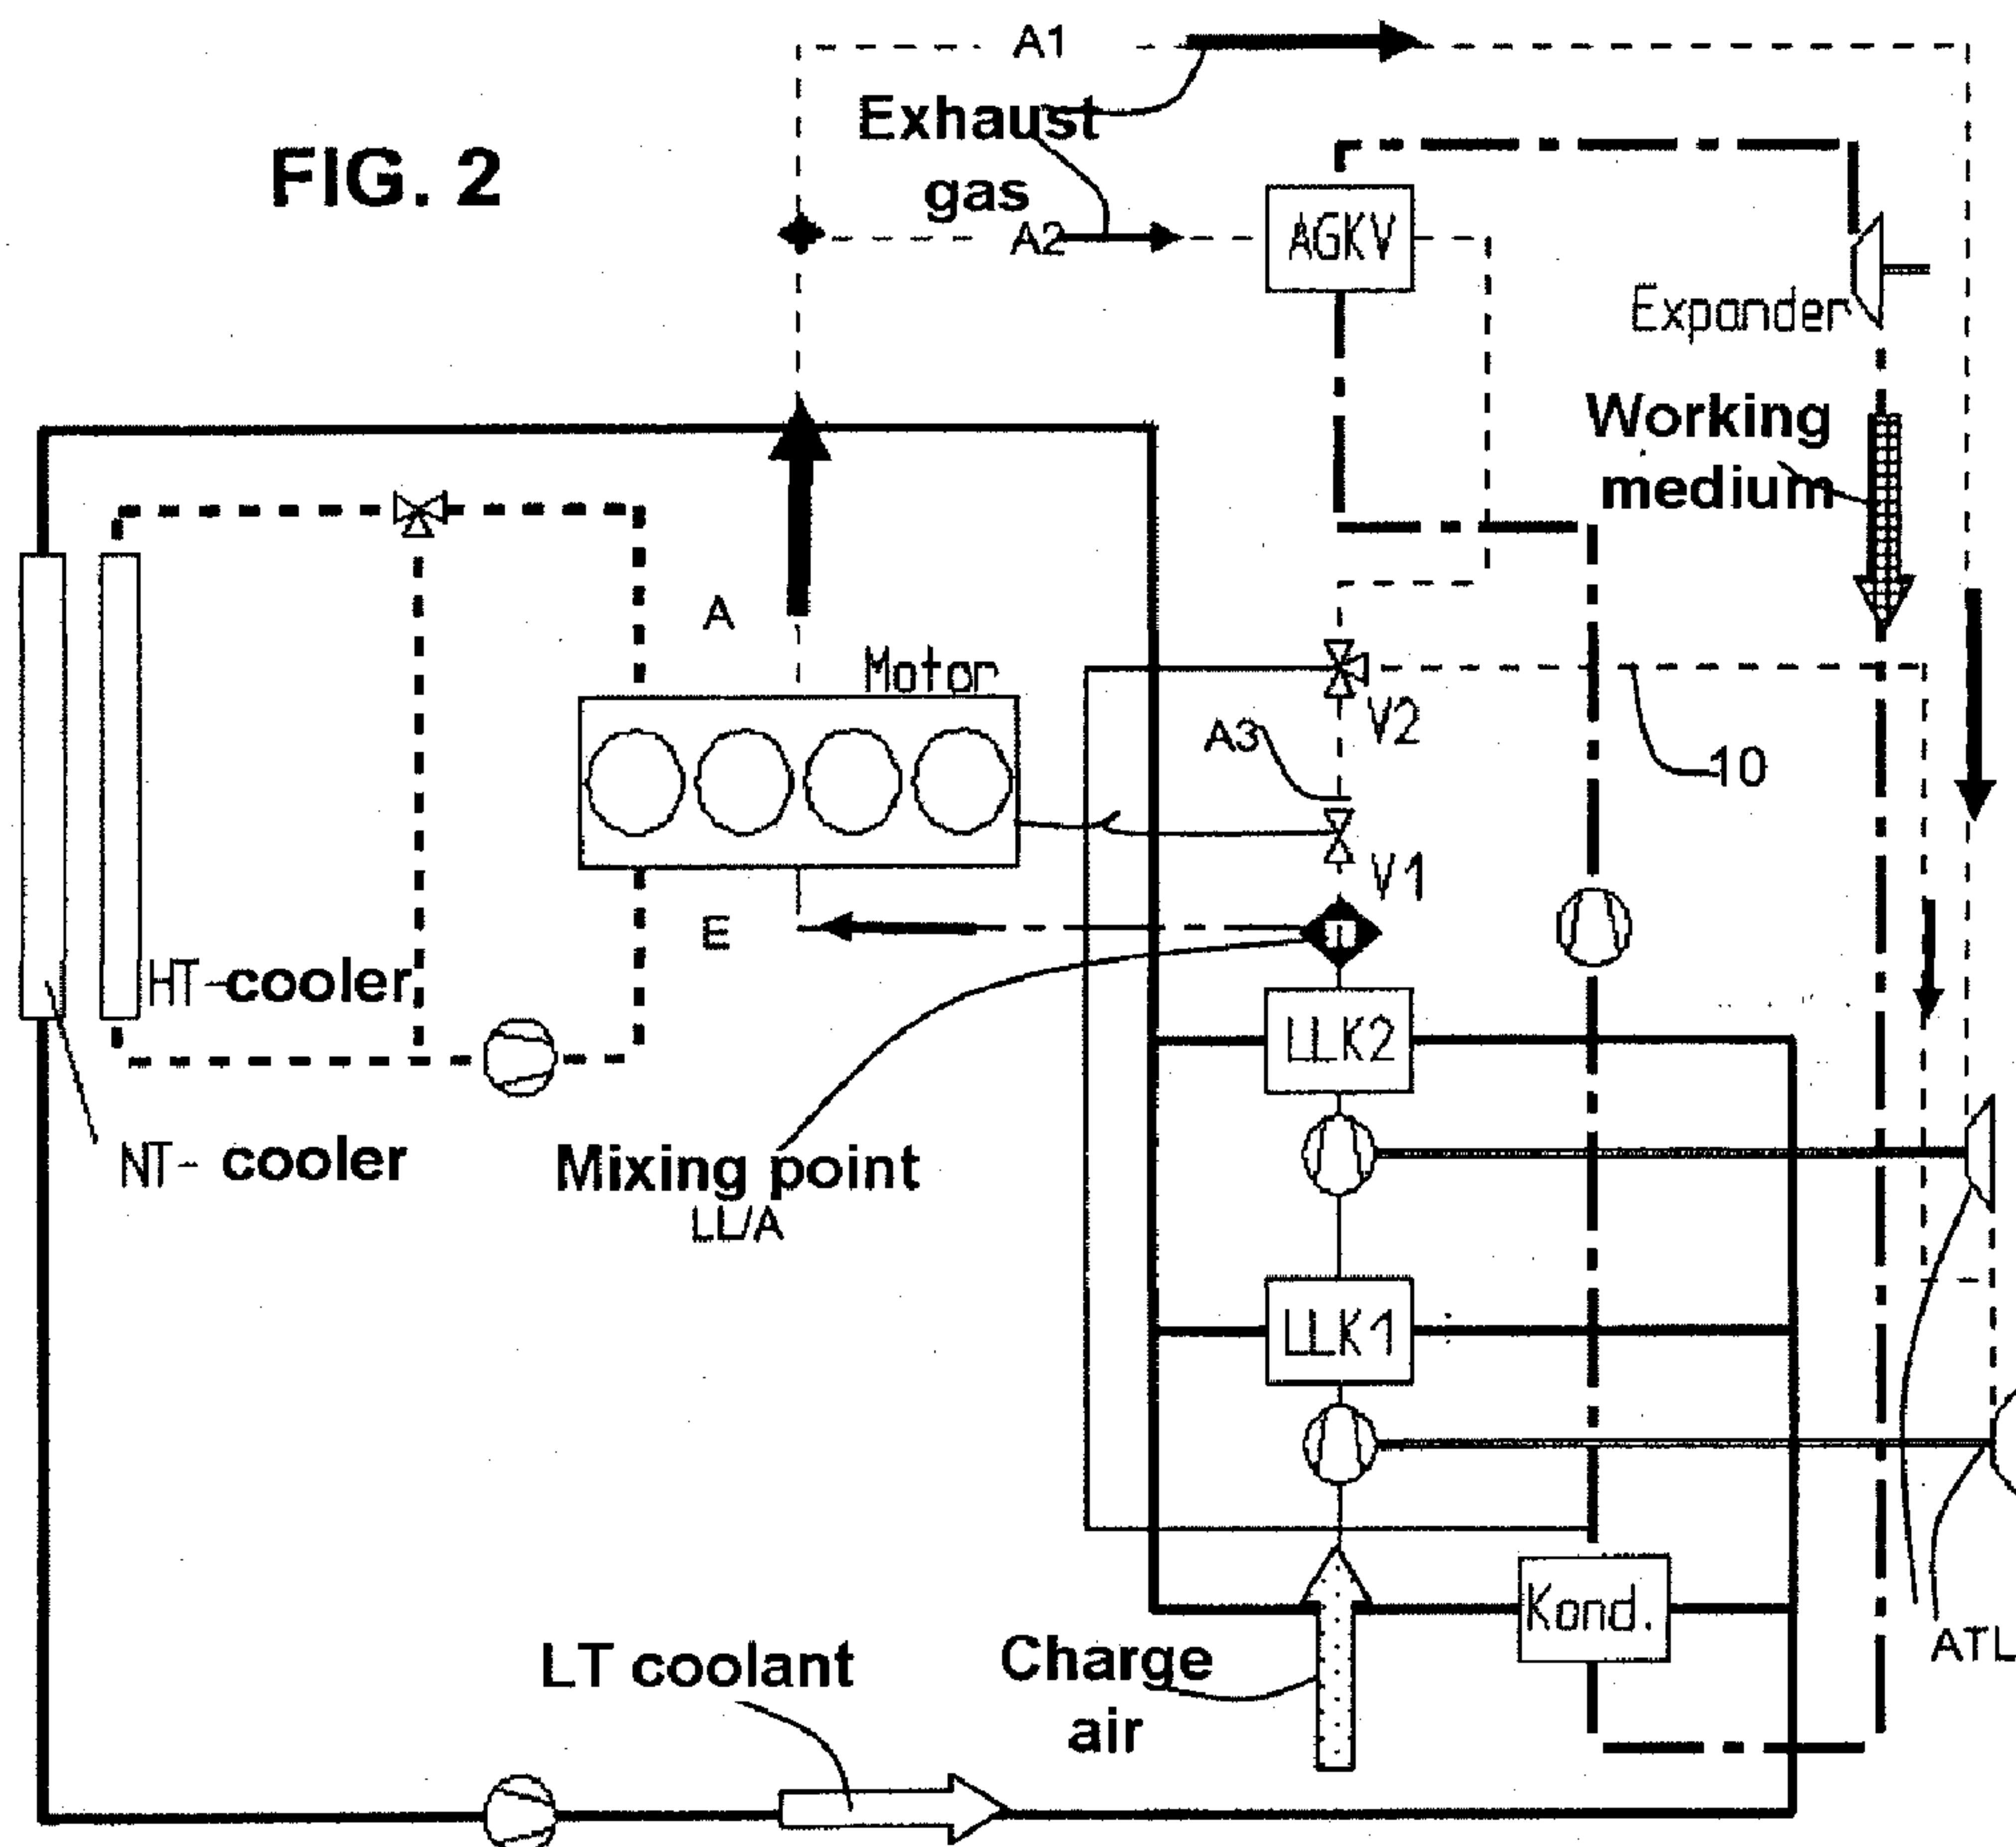 A1
Exhaust
gas
FIG. 2
A2
AGKV
Expander
Working
medium
A
Motor
V2
A3
10
V1
E
HT-cooler
LLK2
NT- cooler
Mixing point
LL/A
LLK1
Kond.
ATL
LT coolant
Charge
air